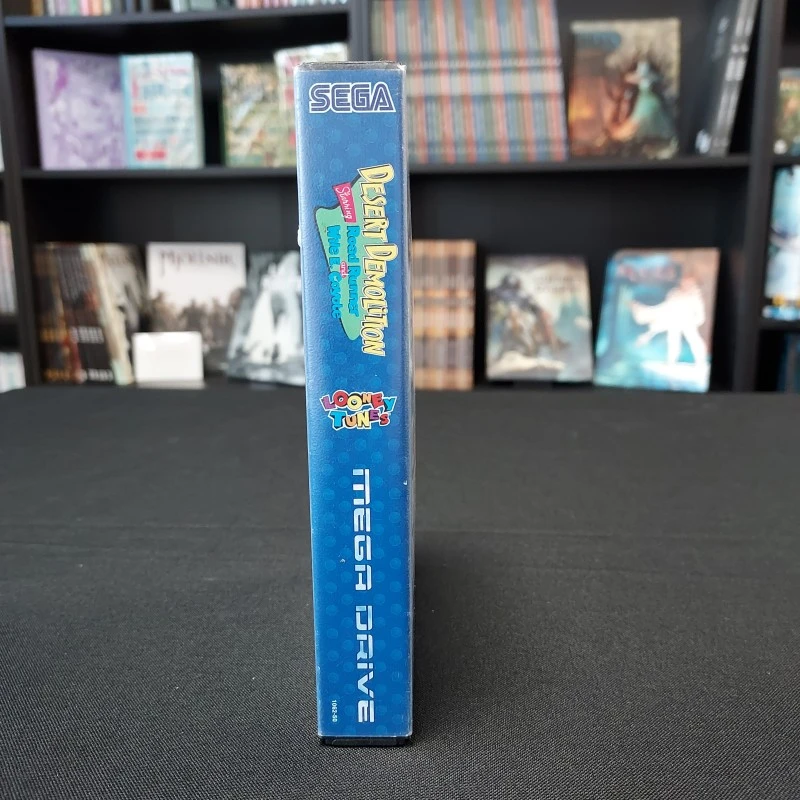 SEGA
DESERT DEMOLITION
Starring
Road Runner
and
Wile E. Coyote
LOONEY
TUNES
MEGA DRIVE